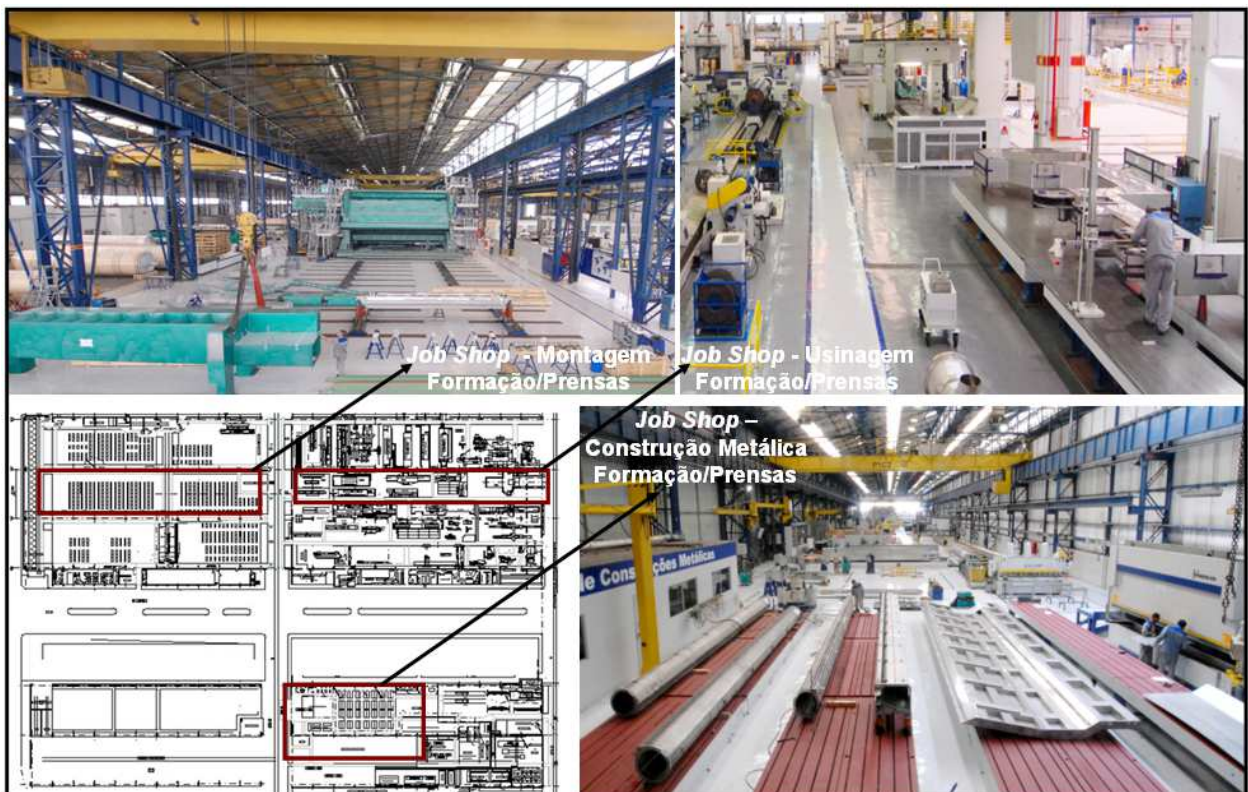 Job Shop - Montagem
Formação/Prensas
Job Shop - Usinagem
Formação/Prensas
Job Shop –
Construção Metálica
Formação/Prensas
de Construções Metálicas